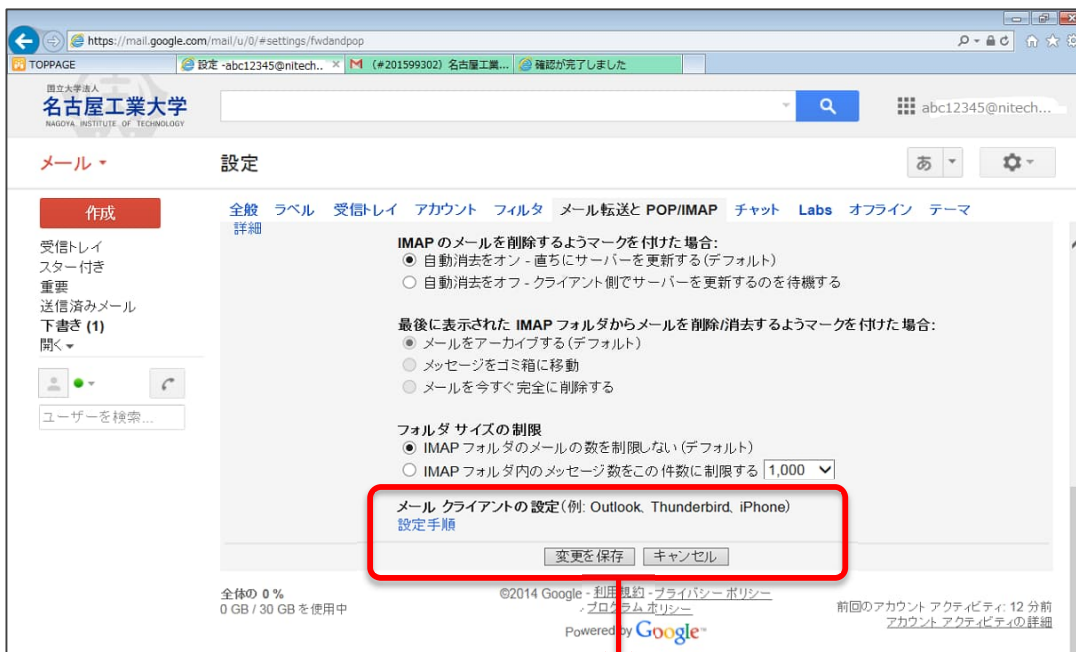 https://mail.google.com/mail/u/0/#settings/fwdandpop
TOPPAGE
設定 -abc12345@nitech..
(#201599302) 名古屋工業...
確認が完了しました
国立大学法人
名古屋工業大学
NAGOYA INSTITUTE OF TECHNOLOGY
abc12345@nitech...
メール
設定
あ
作成
全般 ラベル 受信トレイ アカウント フィルタ メール転送と POP/IMAP チャット Labs オフライン テーマ
詳細
受信トレイ
スター付き
重要
送信済みメール
下書き (1)
開く
ユーザーを検索...
IMAP のメールを削除するようマークを付けた場合:
自動消去をオン - 直ちにサーバーを更新する(デフォルト)
自動消去をオフ - クライアント側でサーバーを更新するのを待機する
最後に表示された IMAP フォルダからメールを削除/消去するようマークを付けた場合:
メールをアーカイブする(デフォルト)
メッセージをゴミ箱に移動
メールを今すぐ完全に削除する
フォルダ サイズの制限
IMAP フォルダのメールの数を制限しない(デフォルト)
IMAP フォルダ内のメッセージ数をこの件数に制限する 1,000
メール クライアントの設定(例: Outlook、Thunderbird、iPhone)
設定手順
変更を保存 キャンセル
全体の 0 %
0 GB / 30 GB を使用中
©2014 Google - 利用規約 - プライバシー ポリシー
- プログラム ポリシー
Powered by Google™
前回のアカウント アクティビティ: 12 分前
アカウント アクティビティの詳細